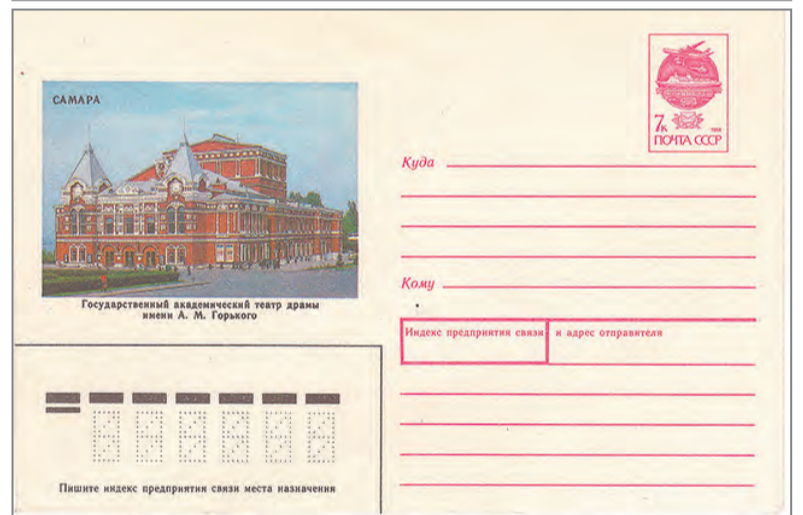 САМАРА
Государственный академический театр драмы
имени А. М. Горького
7к
ПОЧТА СССР
Куда
Кому
Индекс предприятия связи и адрес отправителя
Пишите индекс предприятия связи места назначения